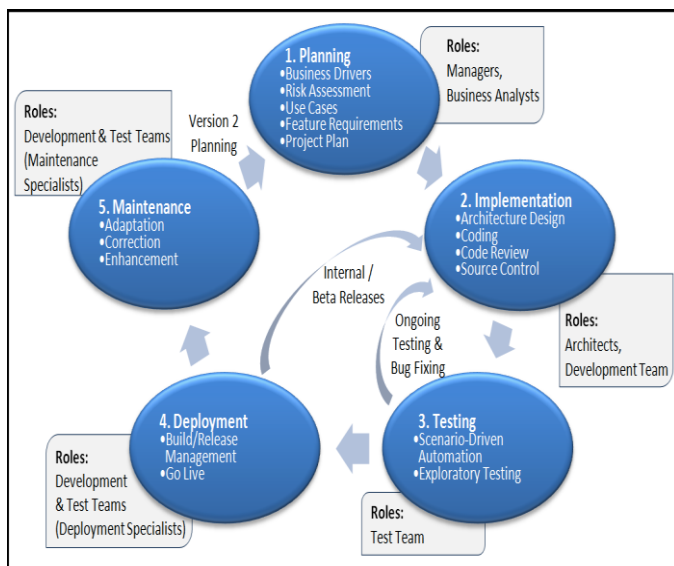 1. Planning
•Business Drivers
•Risk Assessment
•Use Cases
•Feature Requirements
•Project Plan
Roles:
Managers,
Business Analysts
2. Implementation
•Architecture Design
•Coding
•Code Review
•Source Control
Roles:
Architects,
Development Team
3. Testing
•Scenario-Driven
Automation
•Exploratory Testing
Roles:
Test Team
4. Deployment
•Build/Release
Management
•Go Live
Roles:
Development
& Test Teams
(Deployment Specialists)
5. Maintenance
•Adaptation
•Correction
•Enhancement
Roles:
Development & Test Teams
(Maintenance
Specialists)
Version 2
Planning
Internal /
Beta Releases
Ongoing
Testing &
Bug Fixing